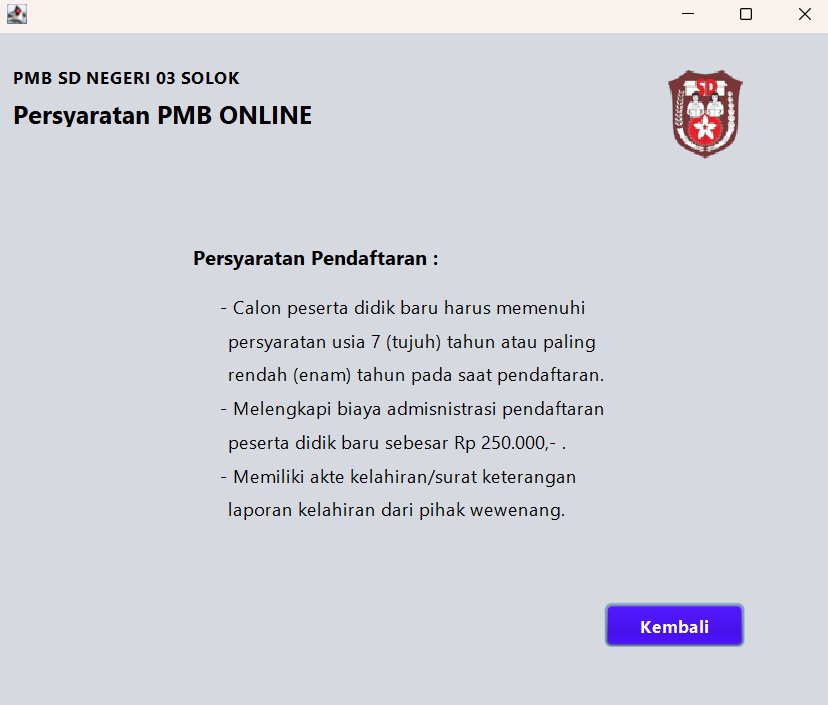 PMB SD NEGERI 03 SOLOK
Persyaratan PMB ONLINE
SD
Persyaratan Pendaftaran :
- Calon peserta didik baru harus memenuhi
persyaratan usia 7 (tujuh) tahun atau paling
rendah (enam) tahun pada saat pendaftaran.
- Melengkapi biaya admisnistrasi pendaftaran
peserta didik baru sebesar Rp 250.000,- .
- Memiliki akte kelahiran/surat keterangan
laporan kelahiran dari pihak wewenang.
Kembali